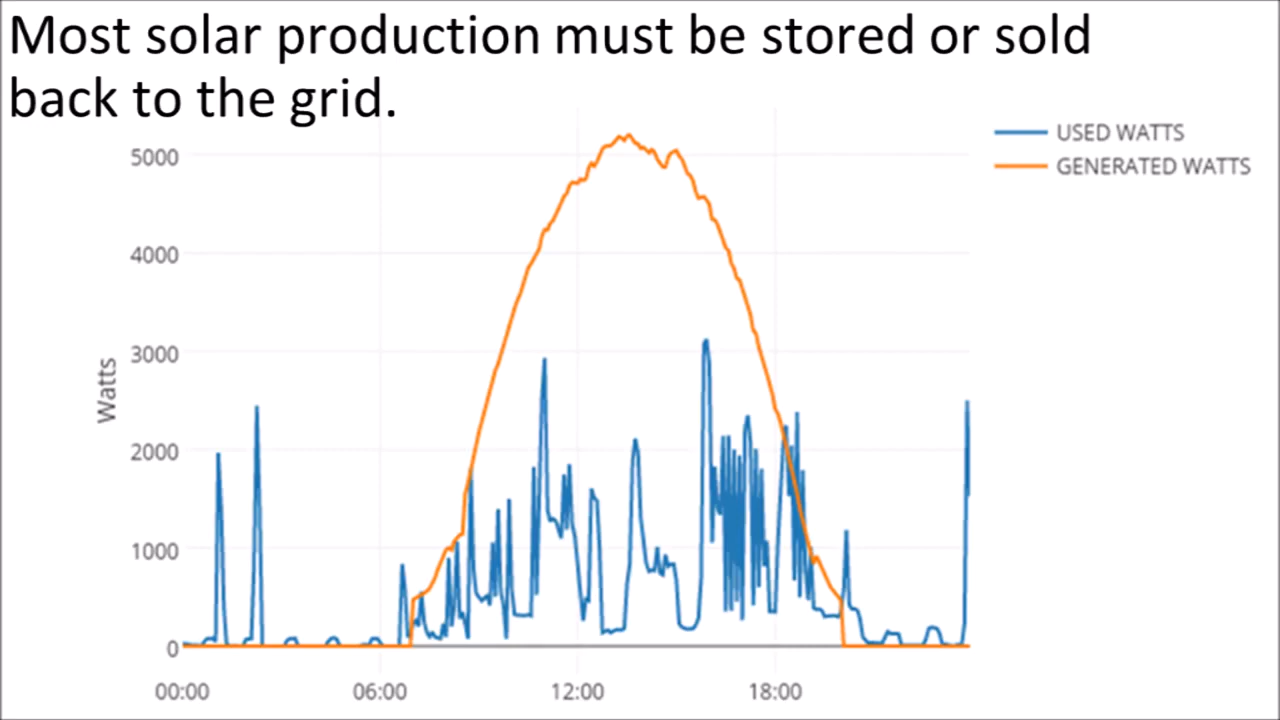 Most solar production must be stored or sold
back to the grid.
USED WATTS
GENERATED WATTS
5000
4000
3000
2000
1000
0
Watts
00:00 06:00 12:00 18:00